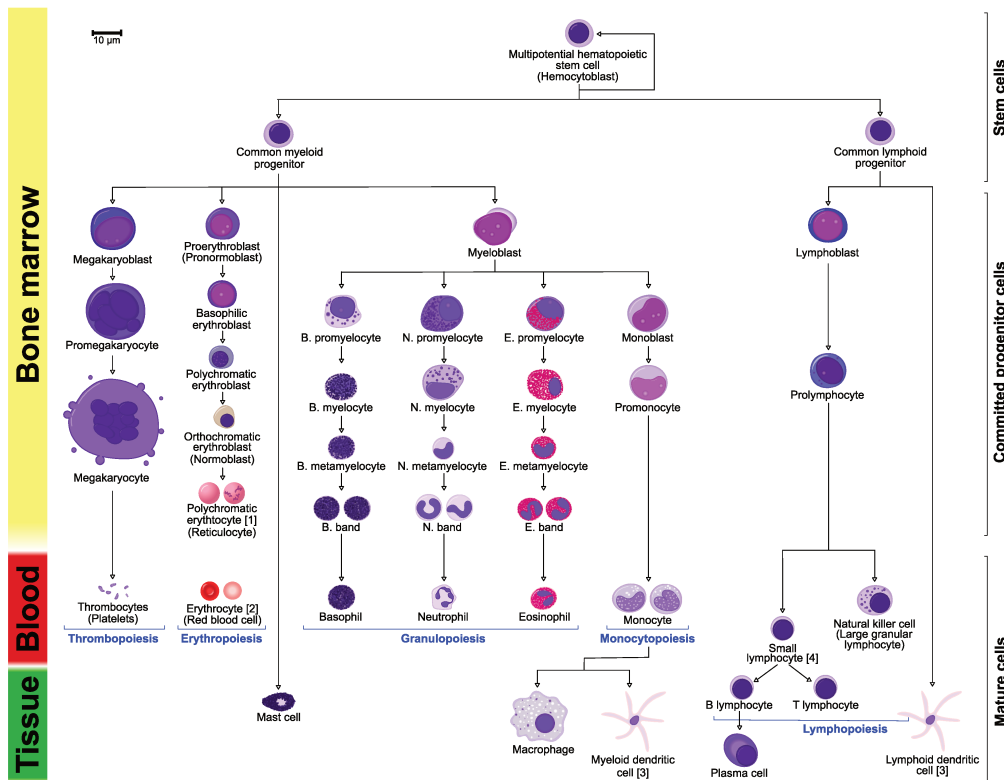 10 µm
Multipotential hematopoietic
stem cell
(Hemocytoblast)
Common myeloid
progenitor
Common lymphoid
progenitor
Stem cells
Bone marrow
Committed progenitor cells
Megakaryoblast
Proerythroblast
(Pronormoblast)
Myeloblast
Lymphoblast
Promegakaryocyte
Basophilic
erythroblast
B. promyelocyte
N. promyelocyte
E. promyelocyte
Monoblast
Polychromatic
erythroblast
B. myelocyte
N. myelocyte
E. myelocyte
Promonocyte
Prolymphocyte
Megakaryocyte
Orthochromatic
erythroblast
(Normoblast)
B. metamyelocyte
N. metamyelocyte
E. metamyelocyte
Polychromatic
erythtocyte [1]
(Reticulocyte)
B. band
N. band
E. band
Blood
Mature cells
Thrombocytes
(Platelets)
Erythrocyte [2]
(Red blood cell)
Basophil
Neutrophil
Eosinophil
Monocyte
Natural killer cell
(Large granular
lymphocyte)
Thrombopoiesis
Erythropoiesis
Granulopoiesis
Monocytopoiesis
Small
lymphocyte [4]
Tissue
Mast cell
Macrophage
Myeloid dendritic
cell [3]
B lymphocyte
T lymphocyte
Lymphopoiesis
Plasma cell
Lymphoid dendritic
cell [3]